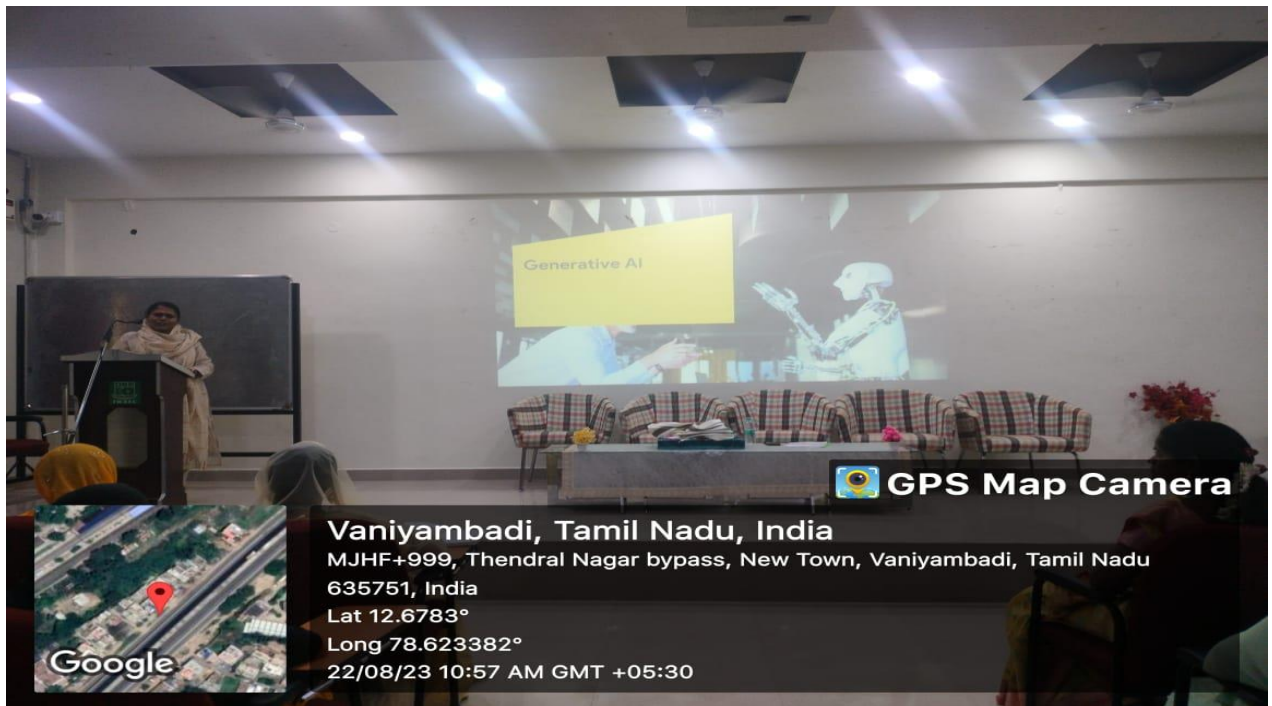 Generative AI
GPS Map Camera
Vaniyambadi, Tamil Nadu, India
MJHF+999, Thendral Nagar bypass, New Town, Vaniyambadi, Tamil Nadu
635751, India
Lat 12.6783°
Long 78.623382°
22/08/23 10:57 AM GMT +05:30
Google